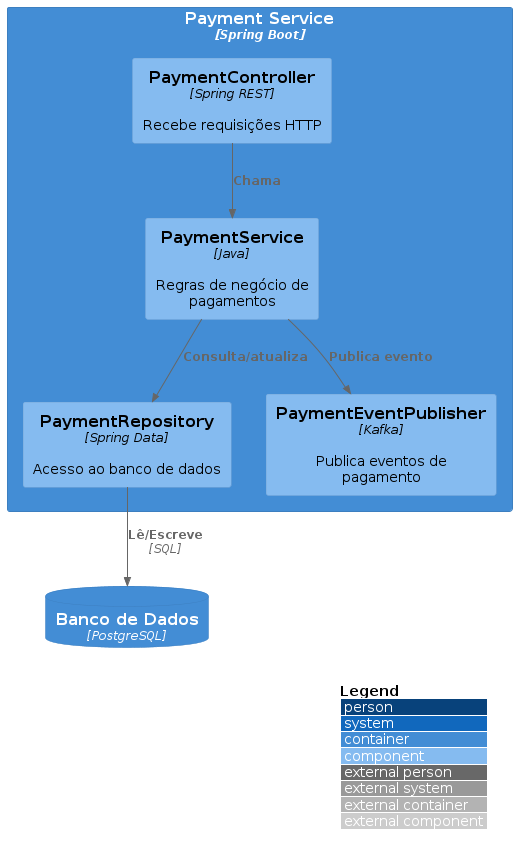 Payment Service
[Spring Boot]
PaymentController
[Spring REST]
Recebe requisições HTTP
Chama
PaymentService
[Java]
Regras de negócio de
pagamentos
Consulta/atualiza
Publica evento
PaymentRepository
[Spring Data]
Acesso ao banco de dados
PaymentEventPublisher
[Kafka]
Publica eventos de
pagamento
Lê/Escreve
[SQL]
Banco de Dados
[PostgreSQL]
Legend
person
system
container
component
external person
external system
external container
external component